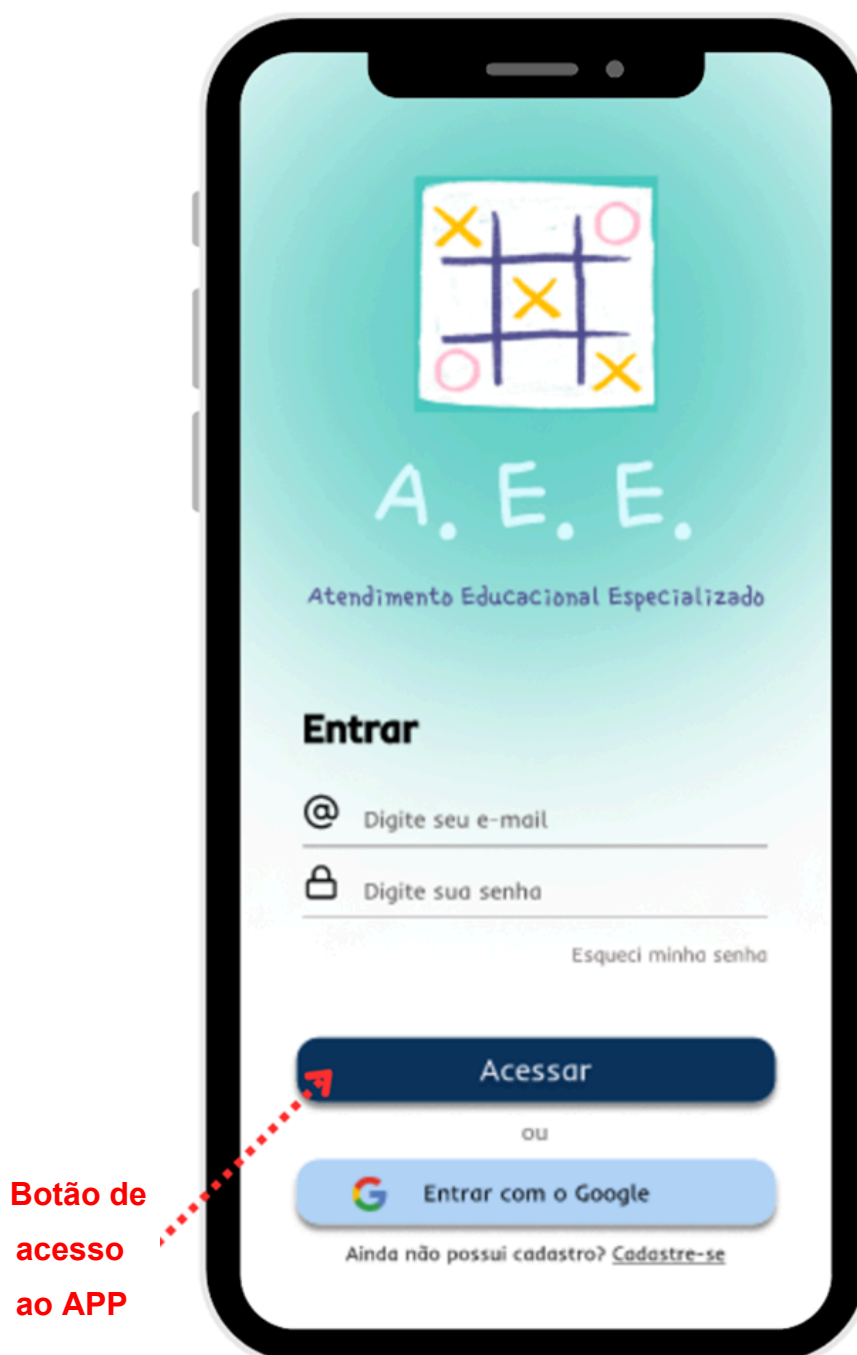 A. E. E.
Atendimento Educacional Especializado
Entrar
@ Digite seu e-mail
Digite sua senha
Esqueci minha senha
Acessar
ou
G Entrar com o Google
Ainda não possui cadastro? Cadastre-se
Botão de
acesso
ao APP